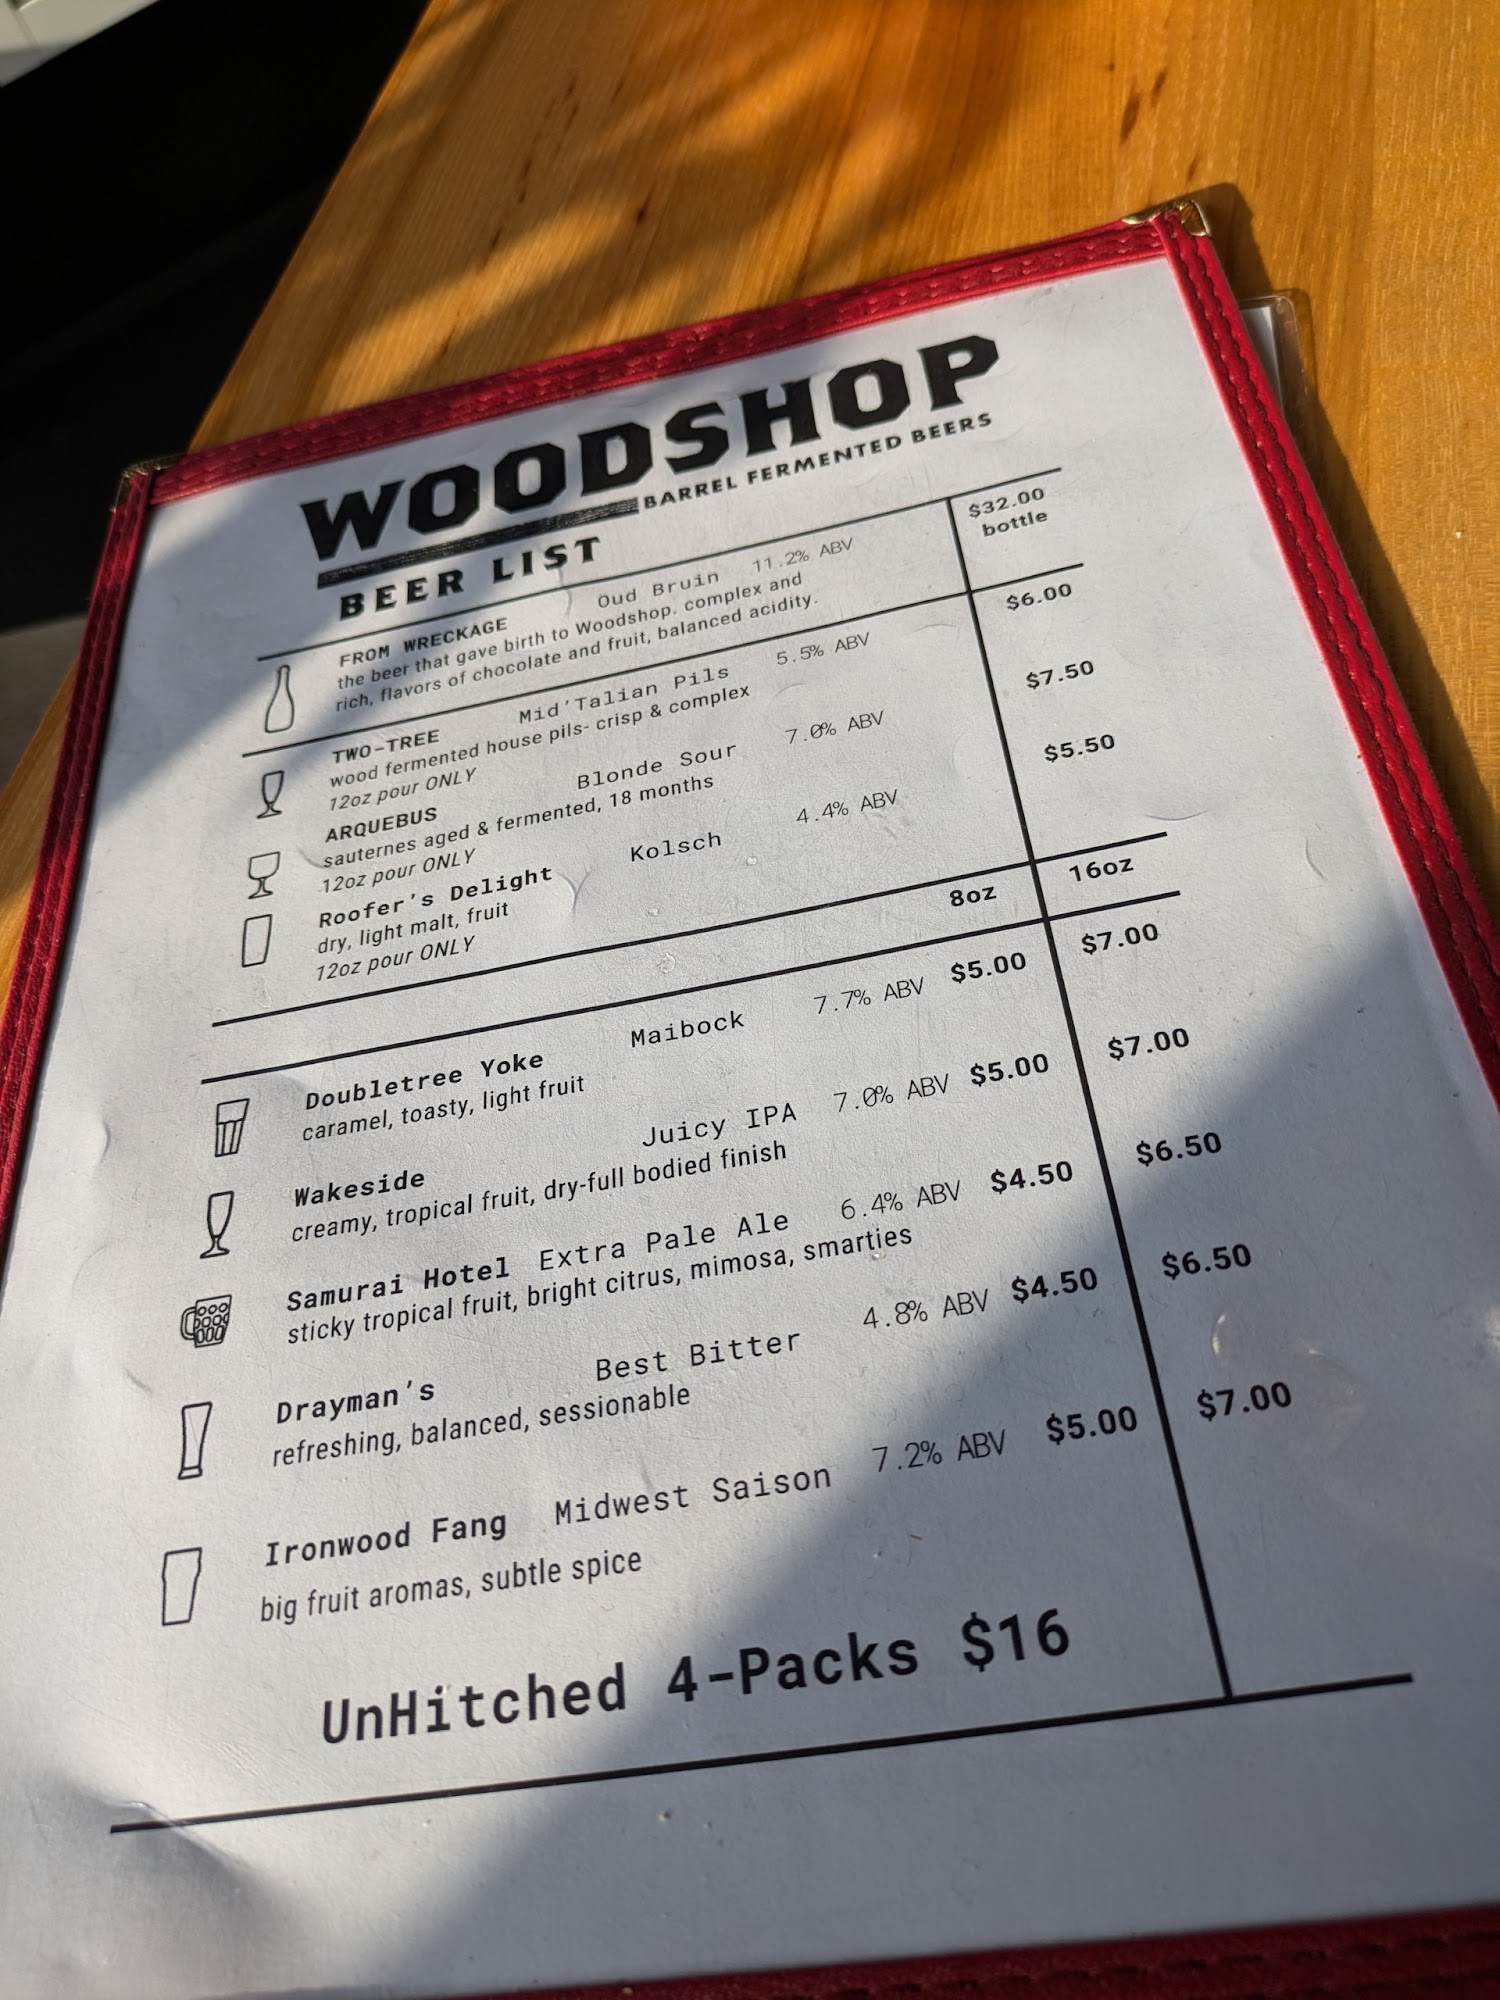 WOODSHOP
BARREL FERMENTED BEERS
BEER LIST
FROM WRECKAGE Oud Bruin 11.2% ABV $32.00 bottle
the beer that gave birth to Woodshop. complex and
rich, flavors of chocolate and fruit, balanced acidity.
TWO-TREE Mid'Talian Pils 5.5% ABV $6.00
wood fermented house pils- crisp & complex
12oz pour ONLY
ARQUEBUS Blonde Sour 7.0% ABV $7.50
sauternes aged & fermented, 18 months
12oz pour ONLY
Roofer's Delight Kolsch 4.4% ABV $5.50
dry, light malt, fruit
12oz pour ONLY
8oz 16oz
Doubletree Yoke Maibock 7.7% ABV $5.00 $7.00
caramel, toasty, light fruit
Wakeside Juicy IPA 7.0% ABV $5.00 $7.00
creamy, tropical fruit, dry-full bodied finish
Samurai Hotel Extra Pale Ale 6.4% ABV $4.50 $6.50
sticky tropical fruit, bright citrus, mimosa, smarties
Drayman's Best Bitter 4.8% ABV $4.50 $6.50
refreshing, balanced, sessionable
Ironwood Fang Midwest Saison 7.2% ABV $5.00 $7.00
big fruit aromas, subtle spice
UnHitched 4-Packs $16